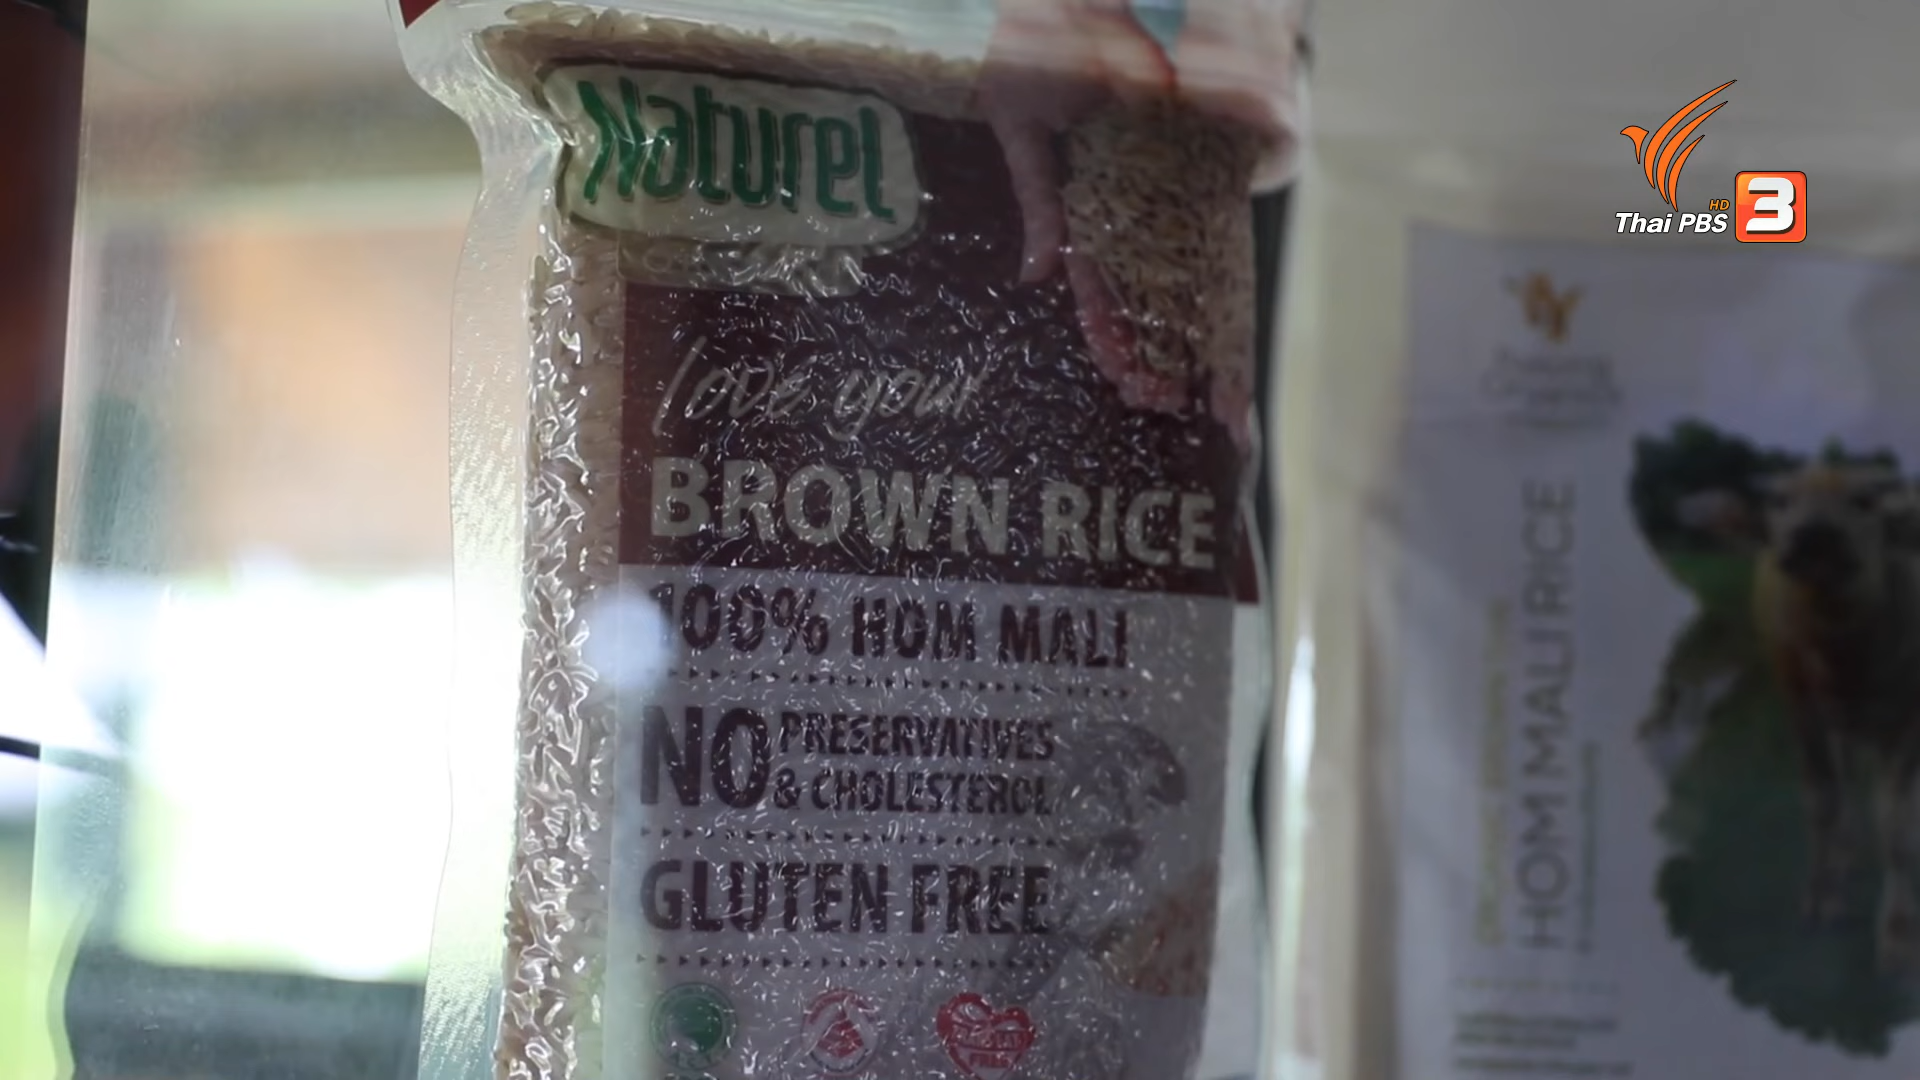 Naturel
love your
BROWN RICE
100% HOM MALI
NO PRESERVATIVES
& CHOLESTEROL
GLUTEN FREE
FREE
HD
Thai PBS 3
HOM MALI RICE